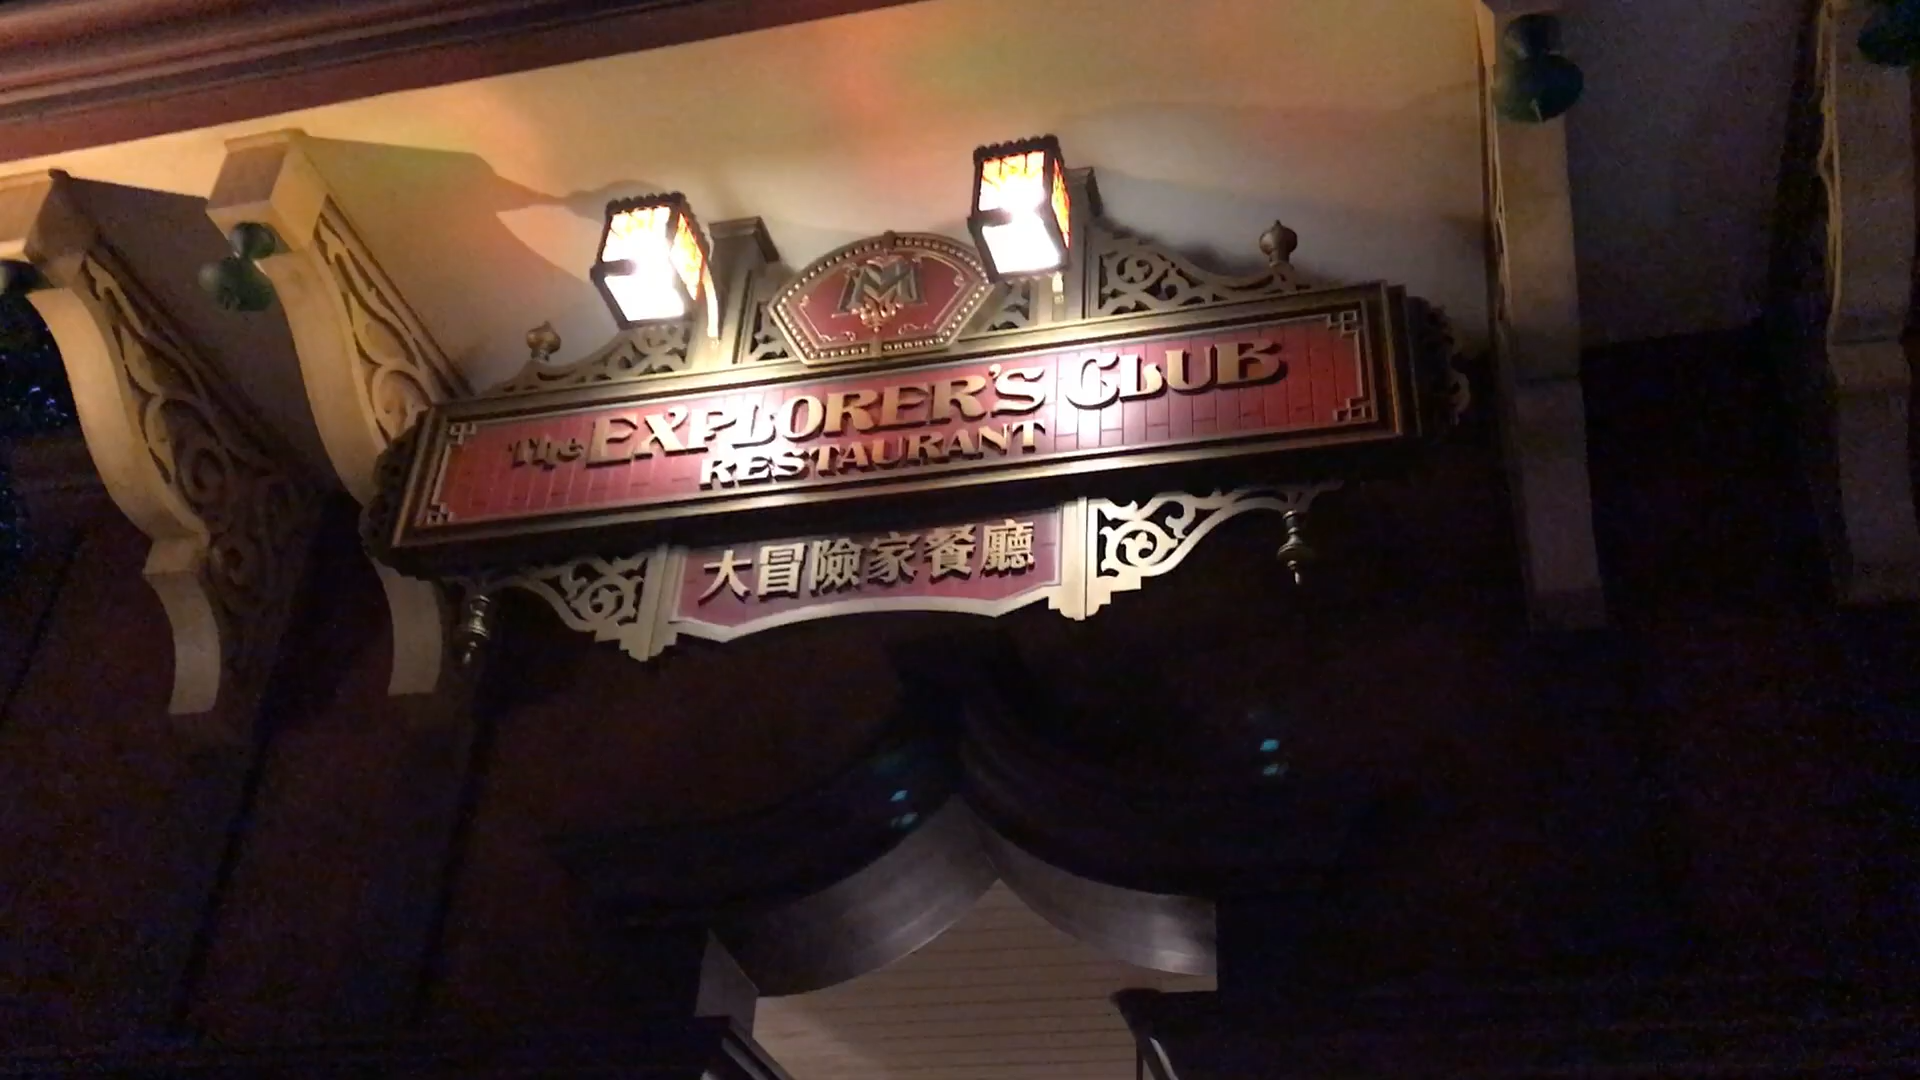 The EXPLORER'S CLUB
RESTAURANT
大冒險家餐廳